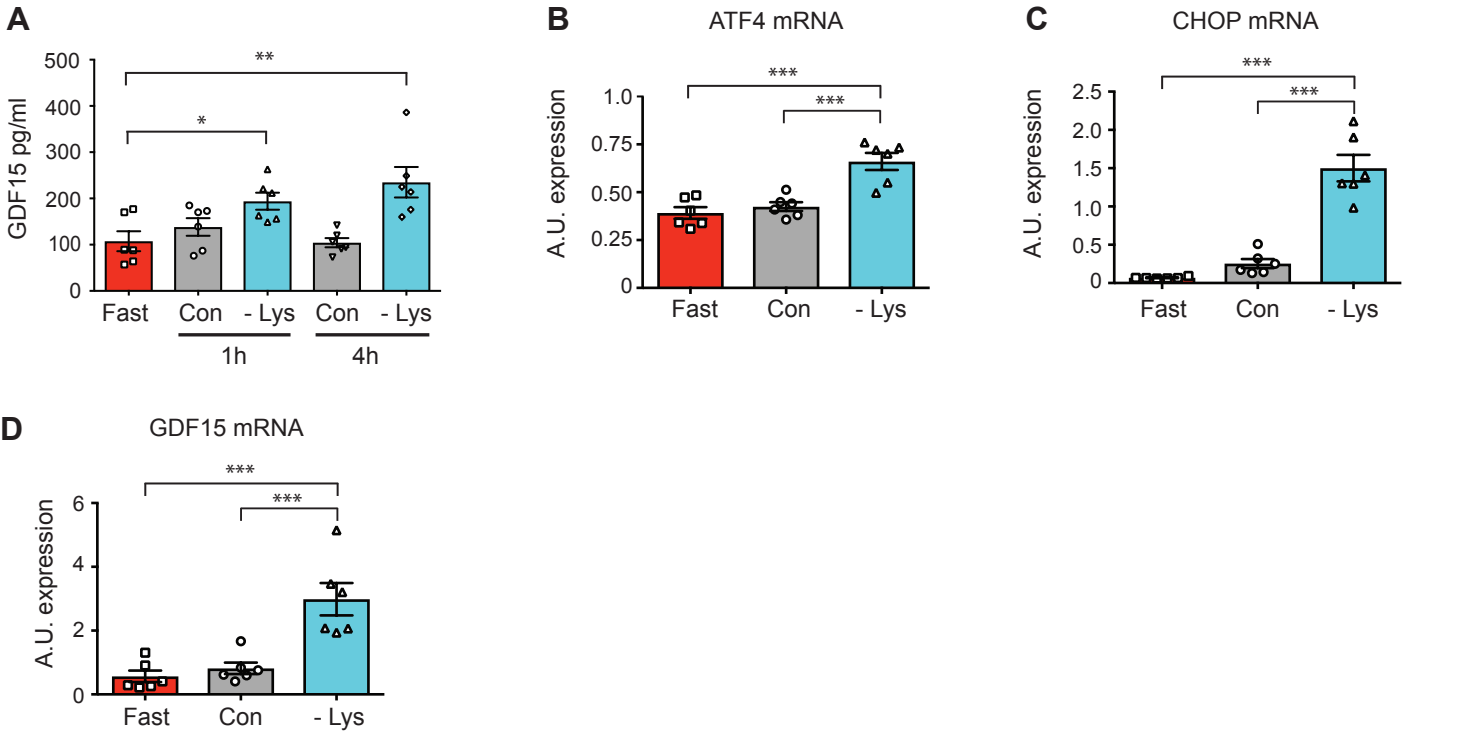 A
GDF15 pg/ml
500
400
300
200
100
0
**
*
Fast
Con
- Lys
Con
- Lys
1h
4h
B
ATF4 mRNA
A.U. expression
1.0
0.75
0.50
0.25
0
***
***
Fast
Con
- Lys
C
CHOP mRNA
A.U. expression
2.5
2.0
1.5
1.0
0.5
0
***
***
Fast
Con
- Lys
D
GDF15 mRNA
A.U. expression
6
4
2
0
***
***
Fast
Con
- Lys